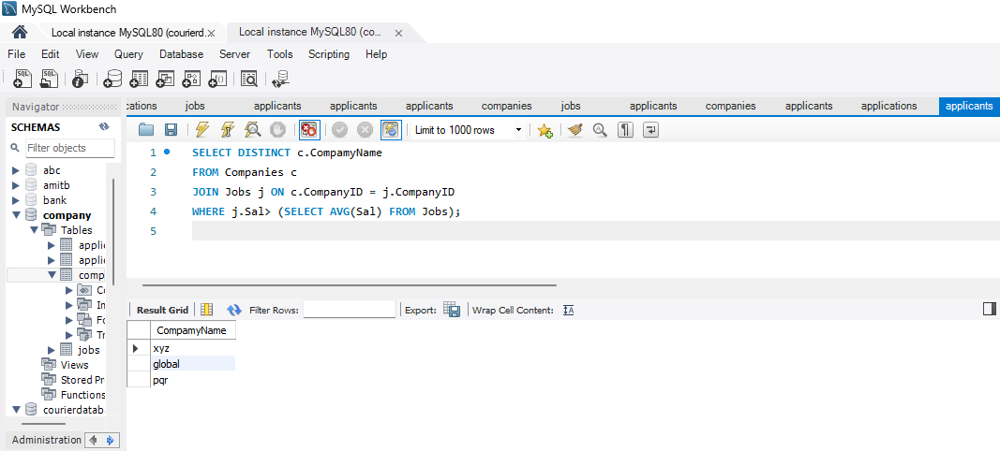 MySQL Workbench
Local instance MySQL80 (courierd. Local instance MySQL80 (co...
File Edit View Query Database Server Tools Scripting Help
Navigator cations jobs applicants applicants applicants companies jobs applicants companies applicants applications applicants
SCHEMAS
Limit to 1000 rows
Filter objects
1 SELECT DISTINCT c.CompamyName
2 FROM Companies c
3 JOIN Jobs j ON c.CompanyID = j.CompanyID
4 WHERE j.Sal> (SELECT AVG(Sal) FROM Jobs);
5
abc
amitb
bank
company
Tables
appli
appli
comp
Co
In
Fo
Tr
jobs
Views
Stored Pr
Functions
courierdatab
Administration
Result Grid Filter Rows: Export: Wrap Cell Content:
CompamyName
xyz
global
pqr